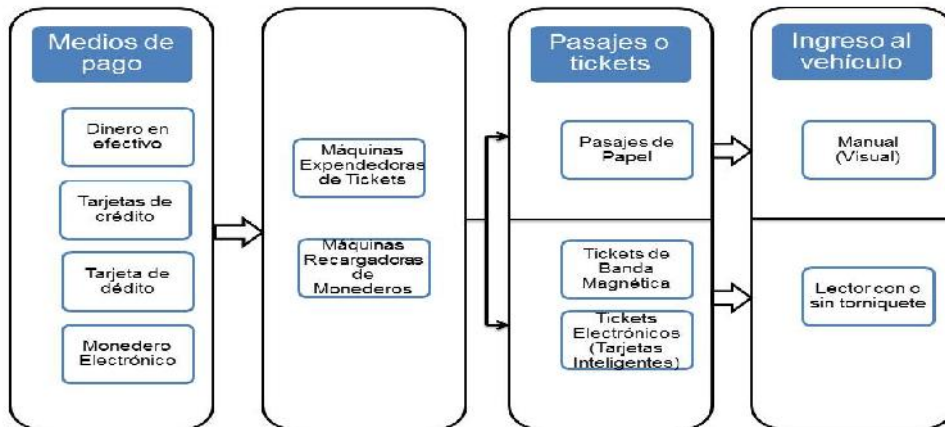 Medios de
pago
Dinero en
efectivo
Tarjetas de
crédito
Tarjeta de
dédito
Monedero
Electrónico
Máquinas
Expendedoras
de Tickets
Máquinas
Recargadoras
de
Monederos
Pasajes o
tickets
Pasajes de
Papel
Tickets de
Banda
Magnética
Tickets
Electrónicos
(Tarjetas
Inteligentes)
Ingreso al
vehículo
Manual
(Visual)
Lector con o
sin torniquete